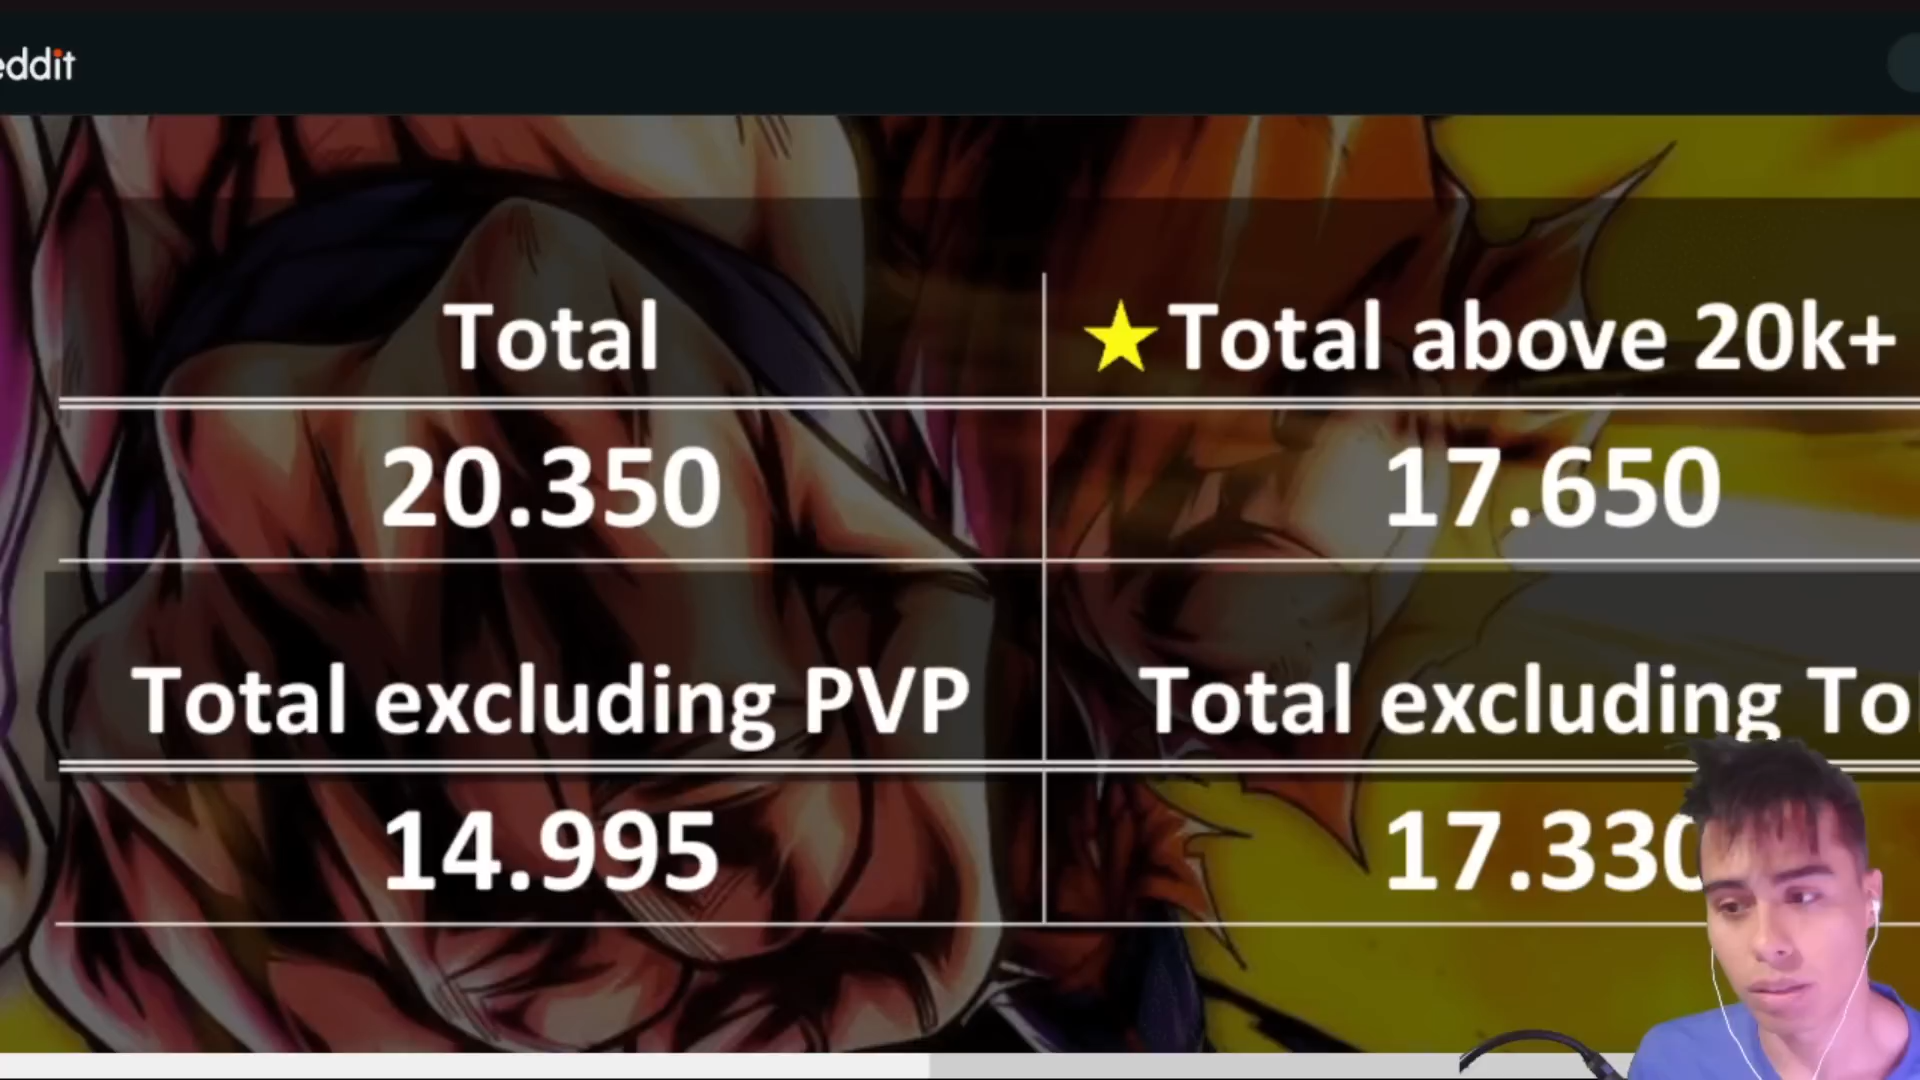 eddit
Total
★Total above 20k+
20.350
17.650
Total excluding PVP
Total excluding To
14.995
17.330